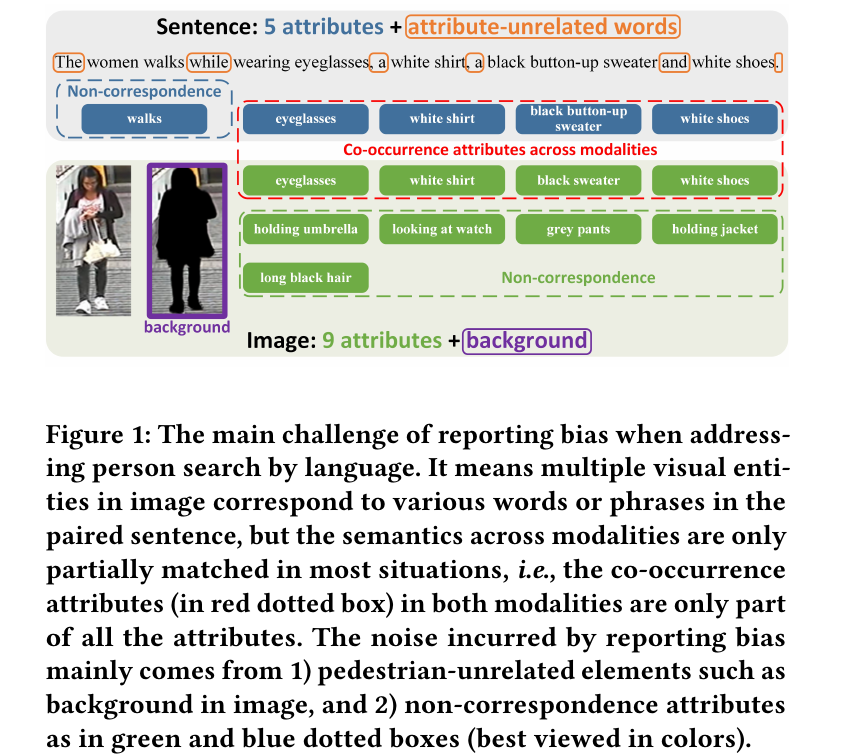 Sentence: 5 attributes + attribute-unrelated words
The women walks while wearing eyeglasses, a white shirt, a black button-up sweater and white shoes.
Non-correspondence
walks
eyeglasses
white shirt
black button-up
sweater
white shoes
Co-occurrence attributes across modalities
eyeglasses
white shirt
black sweater
white shoes
holding umbrella
looking at watch
grey pants
holding jacket
long black hair
Non-correspondence
background
Image: 9 attributes + background
Figure 1: The main challenge of reporting bias when address-
ing person search by language. It means multiple visual enti-
ties in image correspond to various words or phrases in the
paired sentence, but the semantics across modalities are only
partially matched in most situations, i.e., the co-occurrence
attributes (in red dotted box) in both modalities are only part
of all the attributes. The noise incurred by reporting bias
mainly comes from 1) pedestrian-unrelated elements such as
background in image, and 2) non-correspondence attributes
as in green and blue dotted boxes (best viewed in colors).